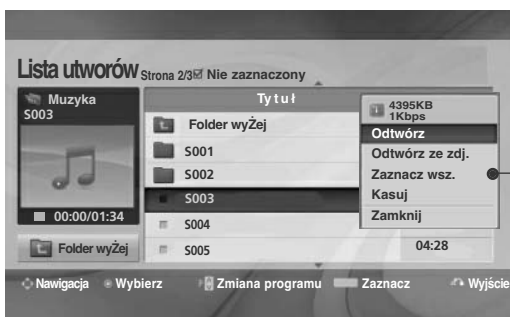 Lista utworów Strona 2/3 Nie zaznaczony
Muzyka
S003
00:00/01:34
Folder wyŻej
Tytuł
Folder wyŻej
S001
S002
S003
S004
S005
04:28
4395KB
1Kbps
Odtwórz
Odtwórz ze zdj.
Zaznacz wsz.
Kasuj
Zamknij
Nawigacja Wybierz Zmiana programu Zaznacz Wyjście